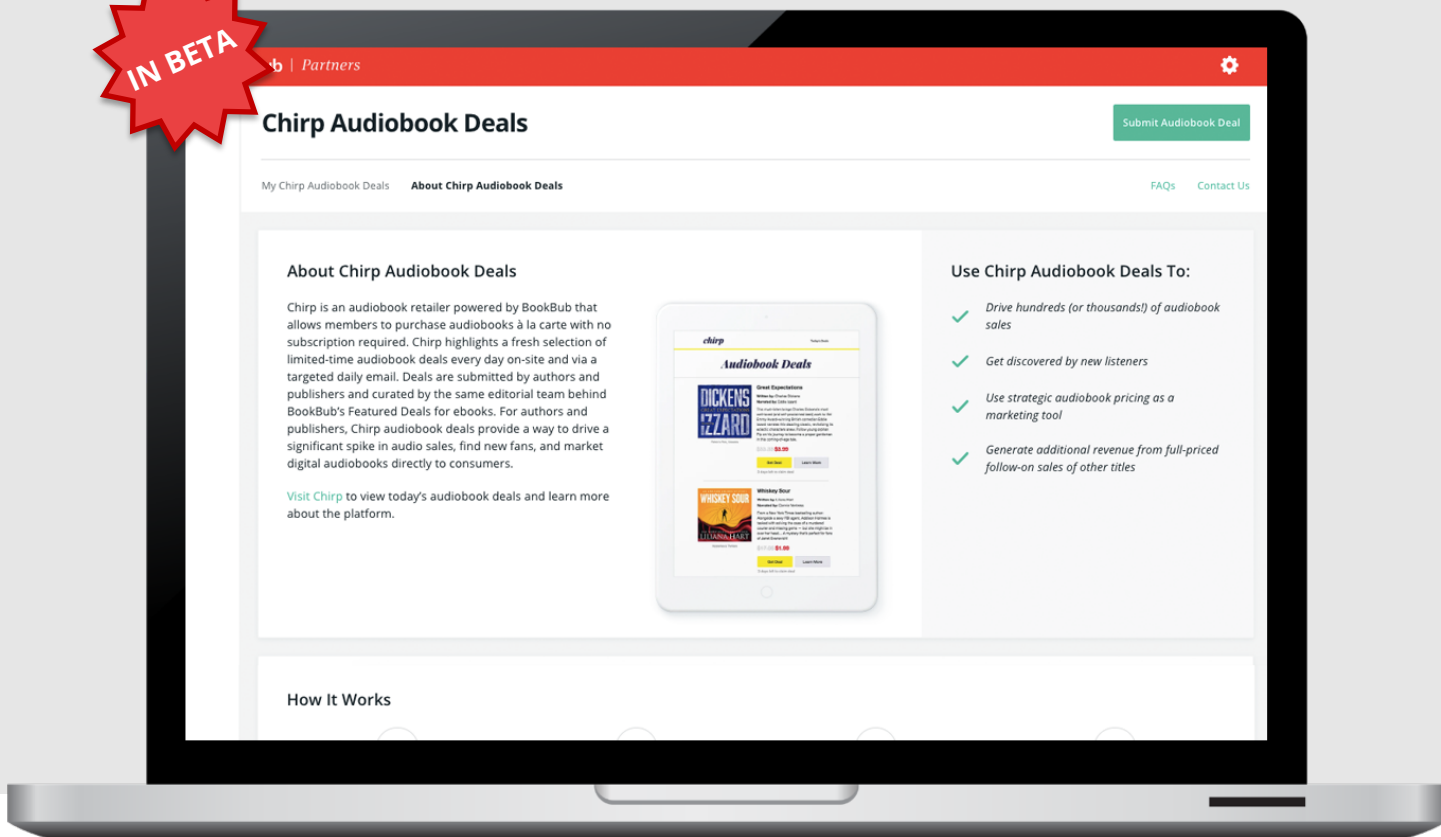 IN BETA
ub | Partners
Chirp Audiobook Deals
Submit Audiobook Deal
My Chirp Audiobook Deals
About Chirp Audiobook Deals
FAQs
Contact Us
About Chirp Audiobook Deals
Chirp is an audiobook retailer powered by BookBub that
allows members to purchase audiobooks à la carte with no
subscription required. Chirp highlights a fresh selection of
limited-time audiobook deals every day on-site and via a
targeted daily email. Deals are submitted by authors and
publishers and curated by the same editorial team behind
BookBub's Featured Deals for ebooks. For authors and
publishers, Chirp audiobook deals provide a way to drive a
significant spike in audio sales, find new fans, and market
digital audiobooks directly to consumers.
Visit Chirp to view today's audiobook deals and learn more
about the platform.
chirp
Audiobook Deals
DICKENS
GREAT EXPECTATIONS
IZZARD
Great Expectations
$2.99
Get Deal
Learn More
WHISKEY SOUR
LILIANA HART
Whiskey Sour
$1.99
Get Deal
Learn More
Use Chirp Audiobook Deals To:
Drive hundreds (or thousands!) of audiobook
sales
Get discovered by new listeners
Use strategic audiobook pricing as a
marketing tool
Generate additional revenue from full-priced
follow-on sales of other titles
How It Works